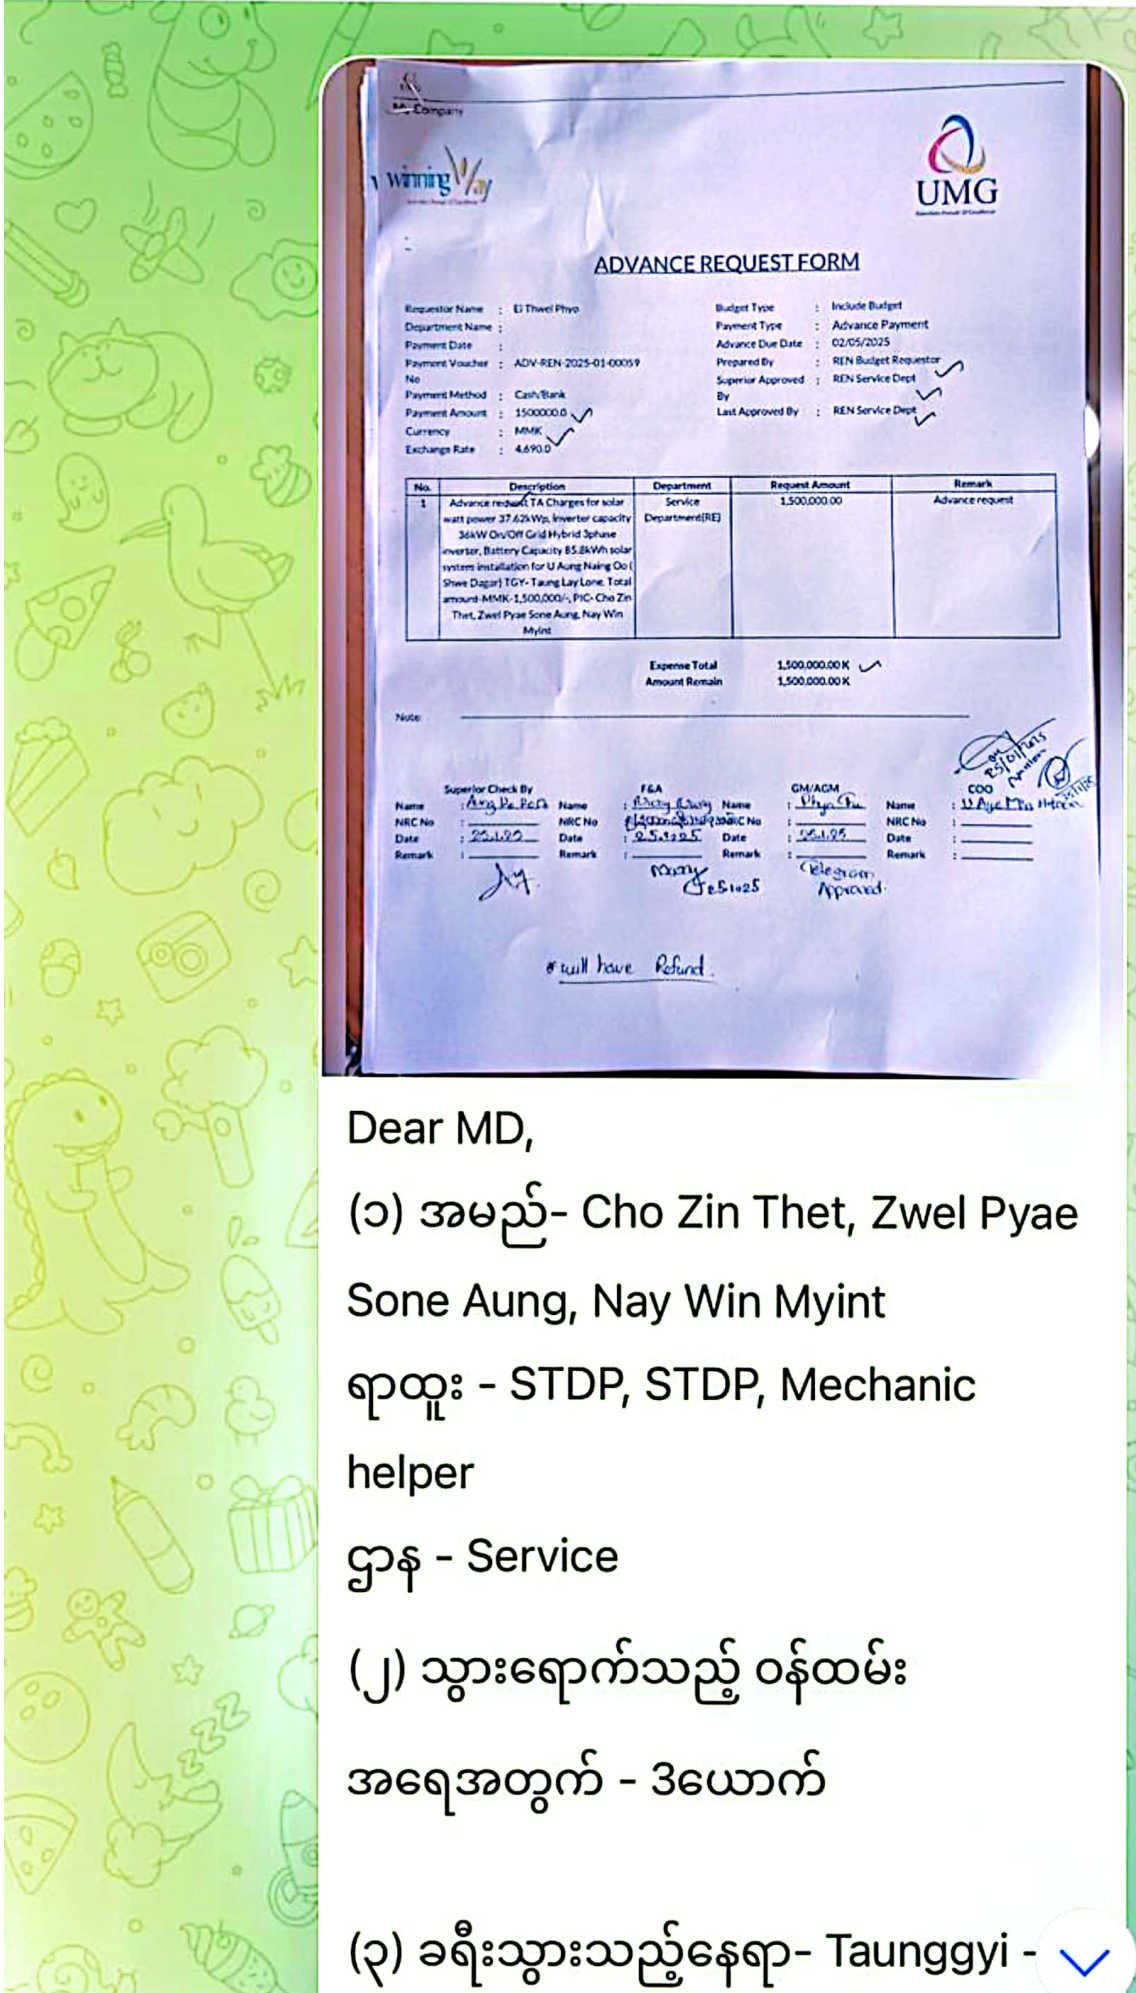 Company
winning Way
UMG
ADVANCE REQUEST FORM
Requestor Name : Ei Thwel Phyo
Department Name :
Payment Date :
Payment Voucher No : ADV-REN-2025-01-00059
Payment Method : Cash/Bank
Payment Amount : 1500000.0
Currency : MMK
Exchange Rate : 4,690.0
Budget Type : Include Budget
Payment Type : Advance Payment
Advance Due Date : 02/05/2025
Prepared By : REN Budget Requestor
Superior Approved By : REN Service Dept
Last Approved By : REN Service Dept
No. Description Department Request Amount Remark
1 Advance request TA Charges for solar Service 1,500,000.00 Advance request
watt power 37.62kWp, Inverter capacity Department(RE)
36kW On/Off Grid Hybrid 3phase
inverter, Battery Capacity 85.8kWh solar
system installation for U Aung Naing Oo (
Shwe Dagar) TGY- Taung Lay Lone. Total
amount-MMK-1,500,000/-, PIC- Cho Zin
Thet, Zwel Pyae Sone Aung, Nay Win
Myint
Expense Total 1,500,000.00 K
Amount Remain 1,500,000.00 K
Note:
Superior Check By F&A GM/AGM COO
Name : Name : Name : Name :
NRC No : NRC No NRC No : NRC No :
Date : Date : 25.1.25 Date : 25.1.25 Date :
Remark : Remark : Remark : Remark :
Telegram
Approved.
* will have Refund.
Dear MD,
(၁) အမည်- Cho Zin Thet, Zwel Pyae
Sone Aung, Nay Win Myint
ရာထူး - STDP, STDP, Mechanic
helper
ဌာန - Service
(၂) သွားရောက်သည့် ဝန်ထမ်း
အရေအတွက် - 3ယောက်
(၃) ခရီးသွားသည့်နေရာ- Taunggyi -